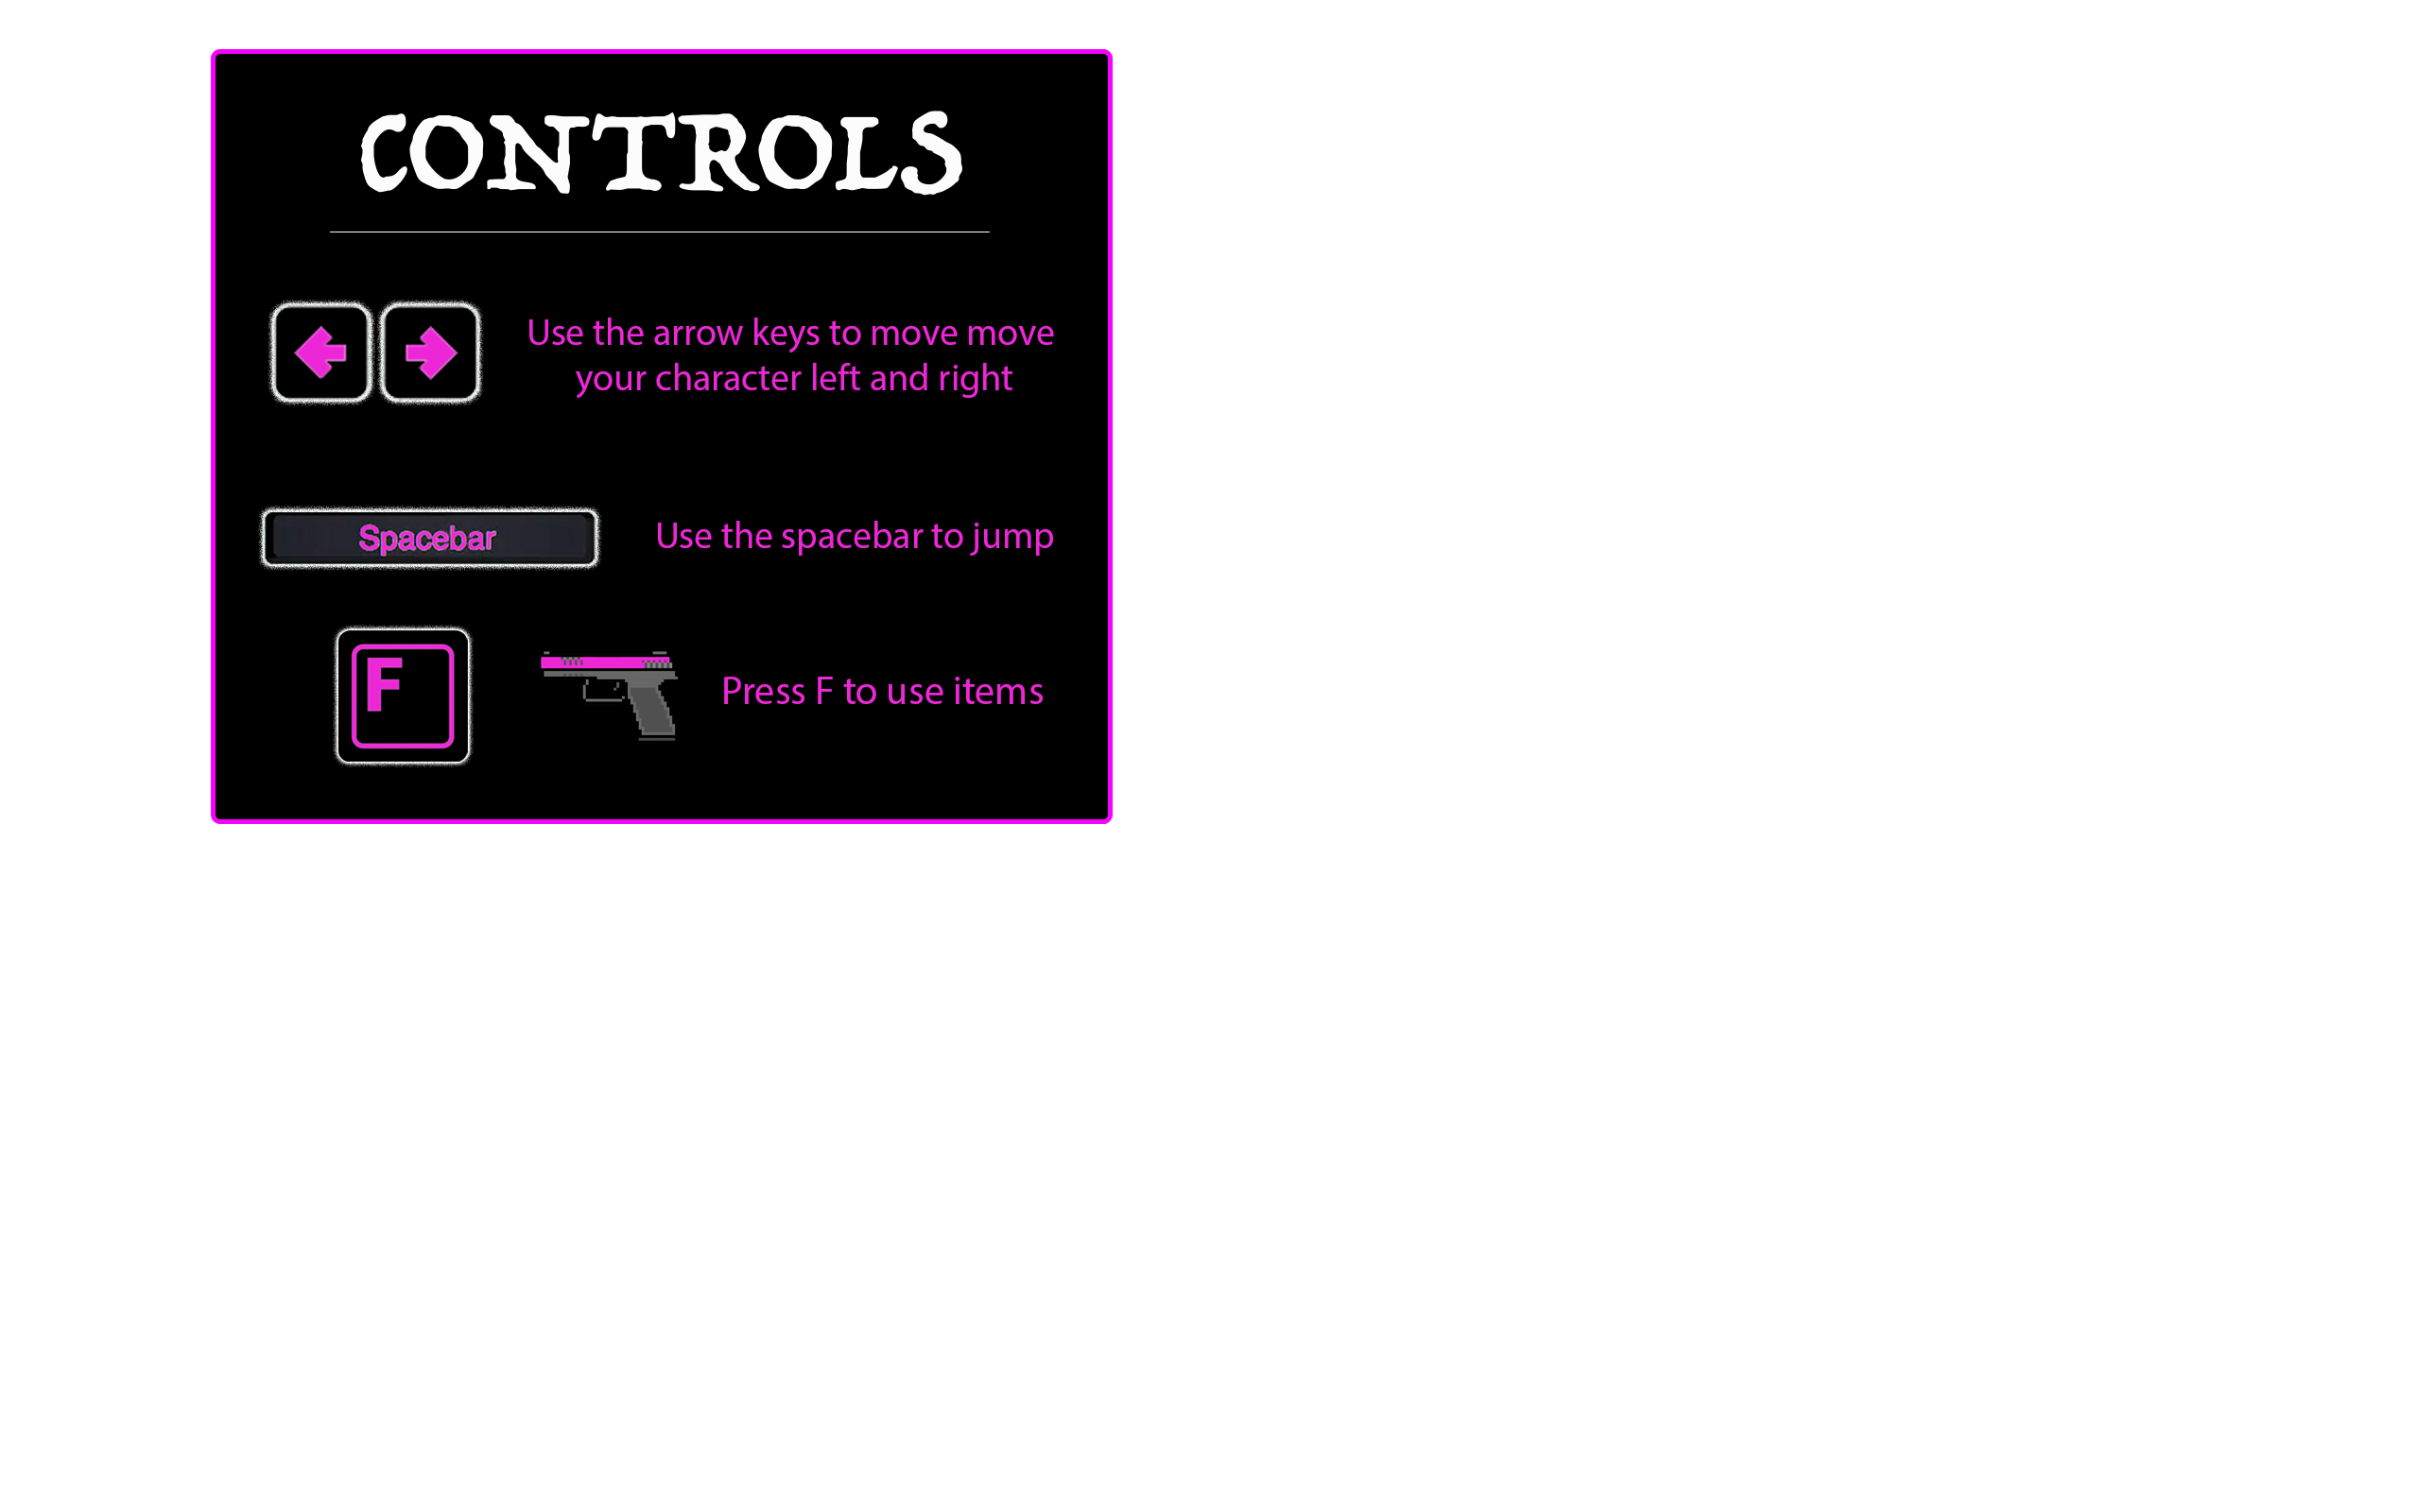 CONTROLS
Use the arrow keys to move move
your character left and right
Spacebar
Use the spacebar to jump
F
Press F to use items